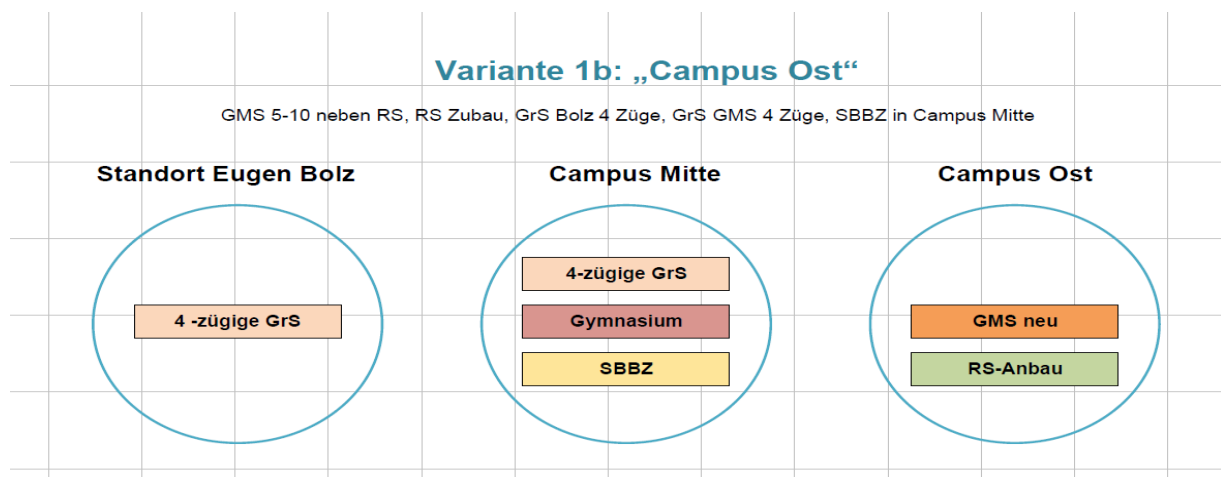 Variante 1b: „Campus Ost“
GMS 5-10 neben RS, RS Zubau, GrS Bolz 4 Züge, GrS GMS 4 Züge, SBBZ in Campus Mitte
Standort Eugen Bolz
4 -zügige GrS
Campus Mitte
4-zügige GrS
Gymnasium
SBBZ
Campus Ost
GMS neu
RS-Anbau